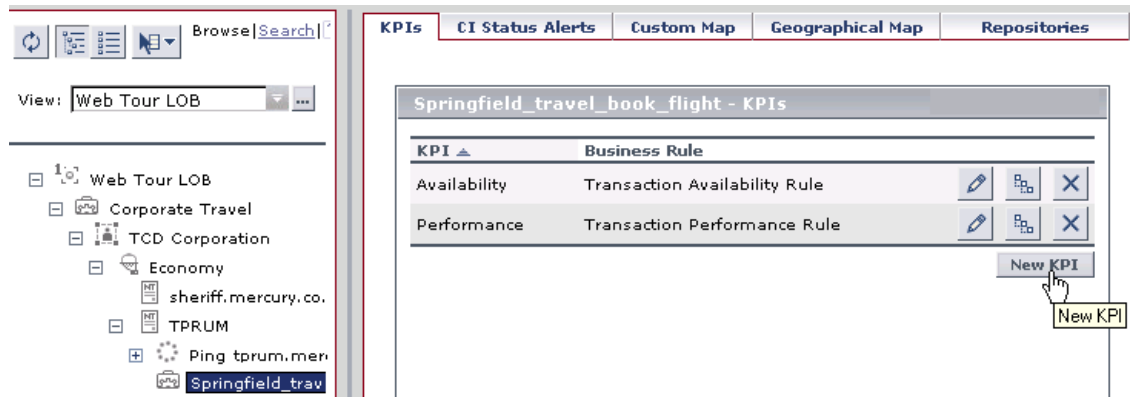 Browse|Search|
View: Web Tour LOB
...
Web Tour LOB
Corporate Travel
TCD Corporation
Economy
sheriff.mercury.co.
TPRUM
Ping tprum.mer
Springfield_trav
KPIs
CI Status Alerts
Custom Map
Geographical Map
Repositories
Springfield_travel_book_flight - KPIs
KPI Business Rule
Availability Transaction Availability Rule
Performance Transaction Performance Rule
New KPI
New KPI